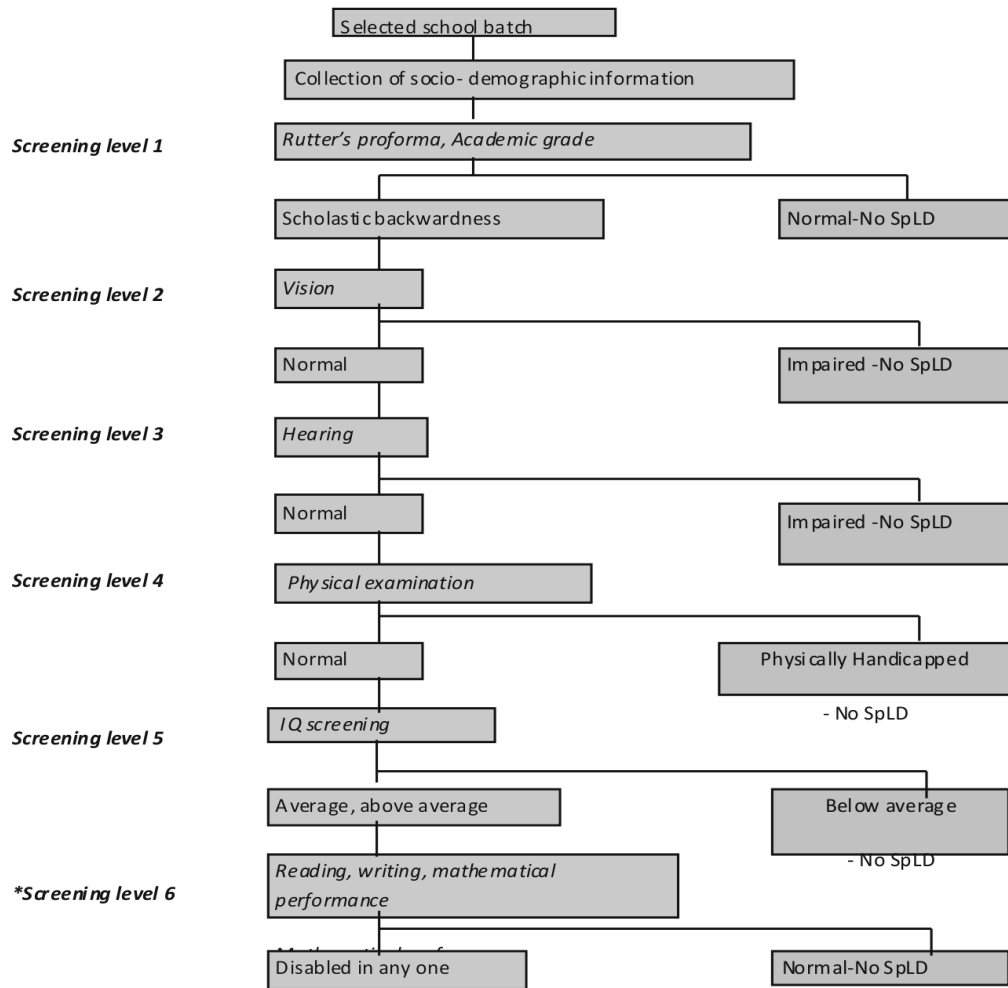 Selected school batch
Collection of socio- demographic information
Screening level 1
Rutter's proforma, Academic grade
Scholastic backwardness
Normal-No SpLD
Screening level 2
Vision
Normal
Impaired -No SpLD
Screening level 3
Hearing
Normal
Impaired -No SpLD
Screening level 4
Physical examination
Normal
Physically Handicapped
- No SpLD
Screening level 5
IQ screening
Average, above average
Below average
- No SpLD
*Screening level 6
Reading, writing, mathematical
performance
Disabled in any one
Normal-No SpLD